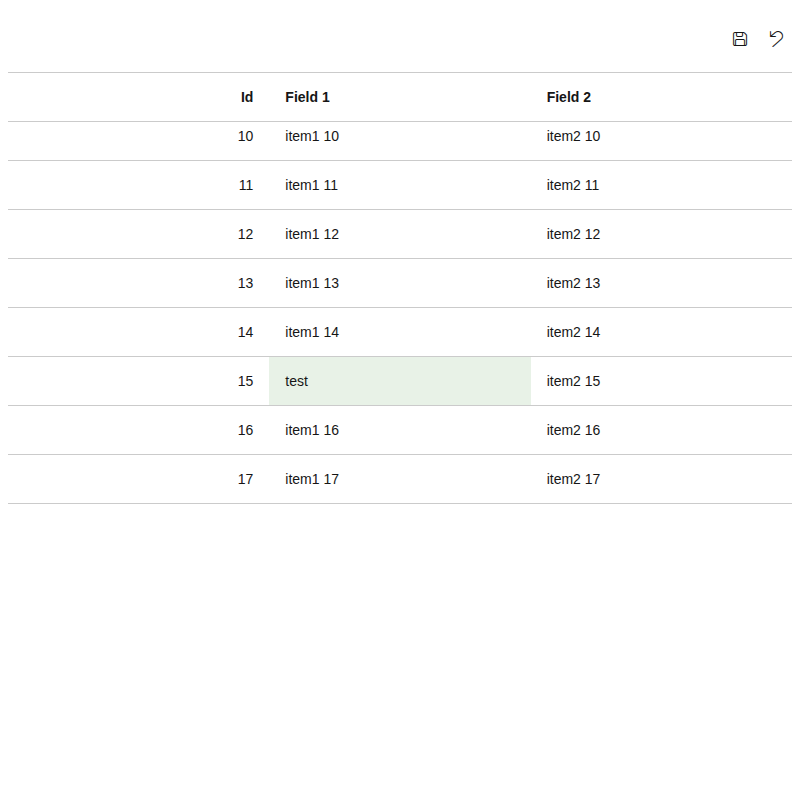 Id Field 1 Field 2
10 item1 10 item2 10
11 item1 11 item2 11
12 item1 12 item2 12
13 item1 13 item2 13
14 item1 14 item2 14
15 test item2 15
16 item1 16 item2 16
17 item1 17 item2 17